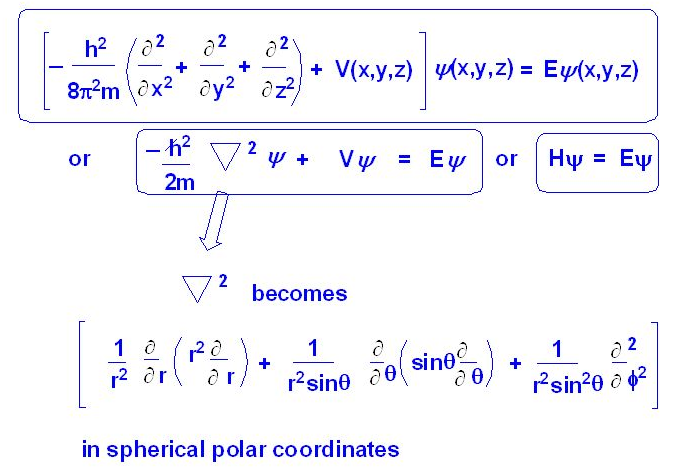 [-h²/8π²m (∂²/∂x² + ∂²/∂y² + ∂²/∂z²) + V(x,y,z)] ψ(x,y,z) = Eψ(x,y,z)
or -ħ²/2m ▽² ψ + Vψ = Eψ or Hψ = Eψ
▽² becomes
[1/r² ∂/∂r (r² ∂/∂r) + 1/r²sinθ ∂/∂θ (sinθ ∂/∂θ) + 1/r²sin²θ ∂²/∂ϕ²]
in spherical polar coordinates